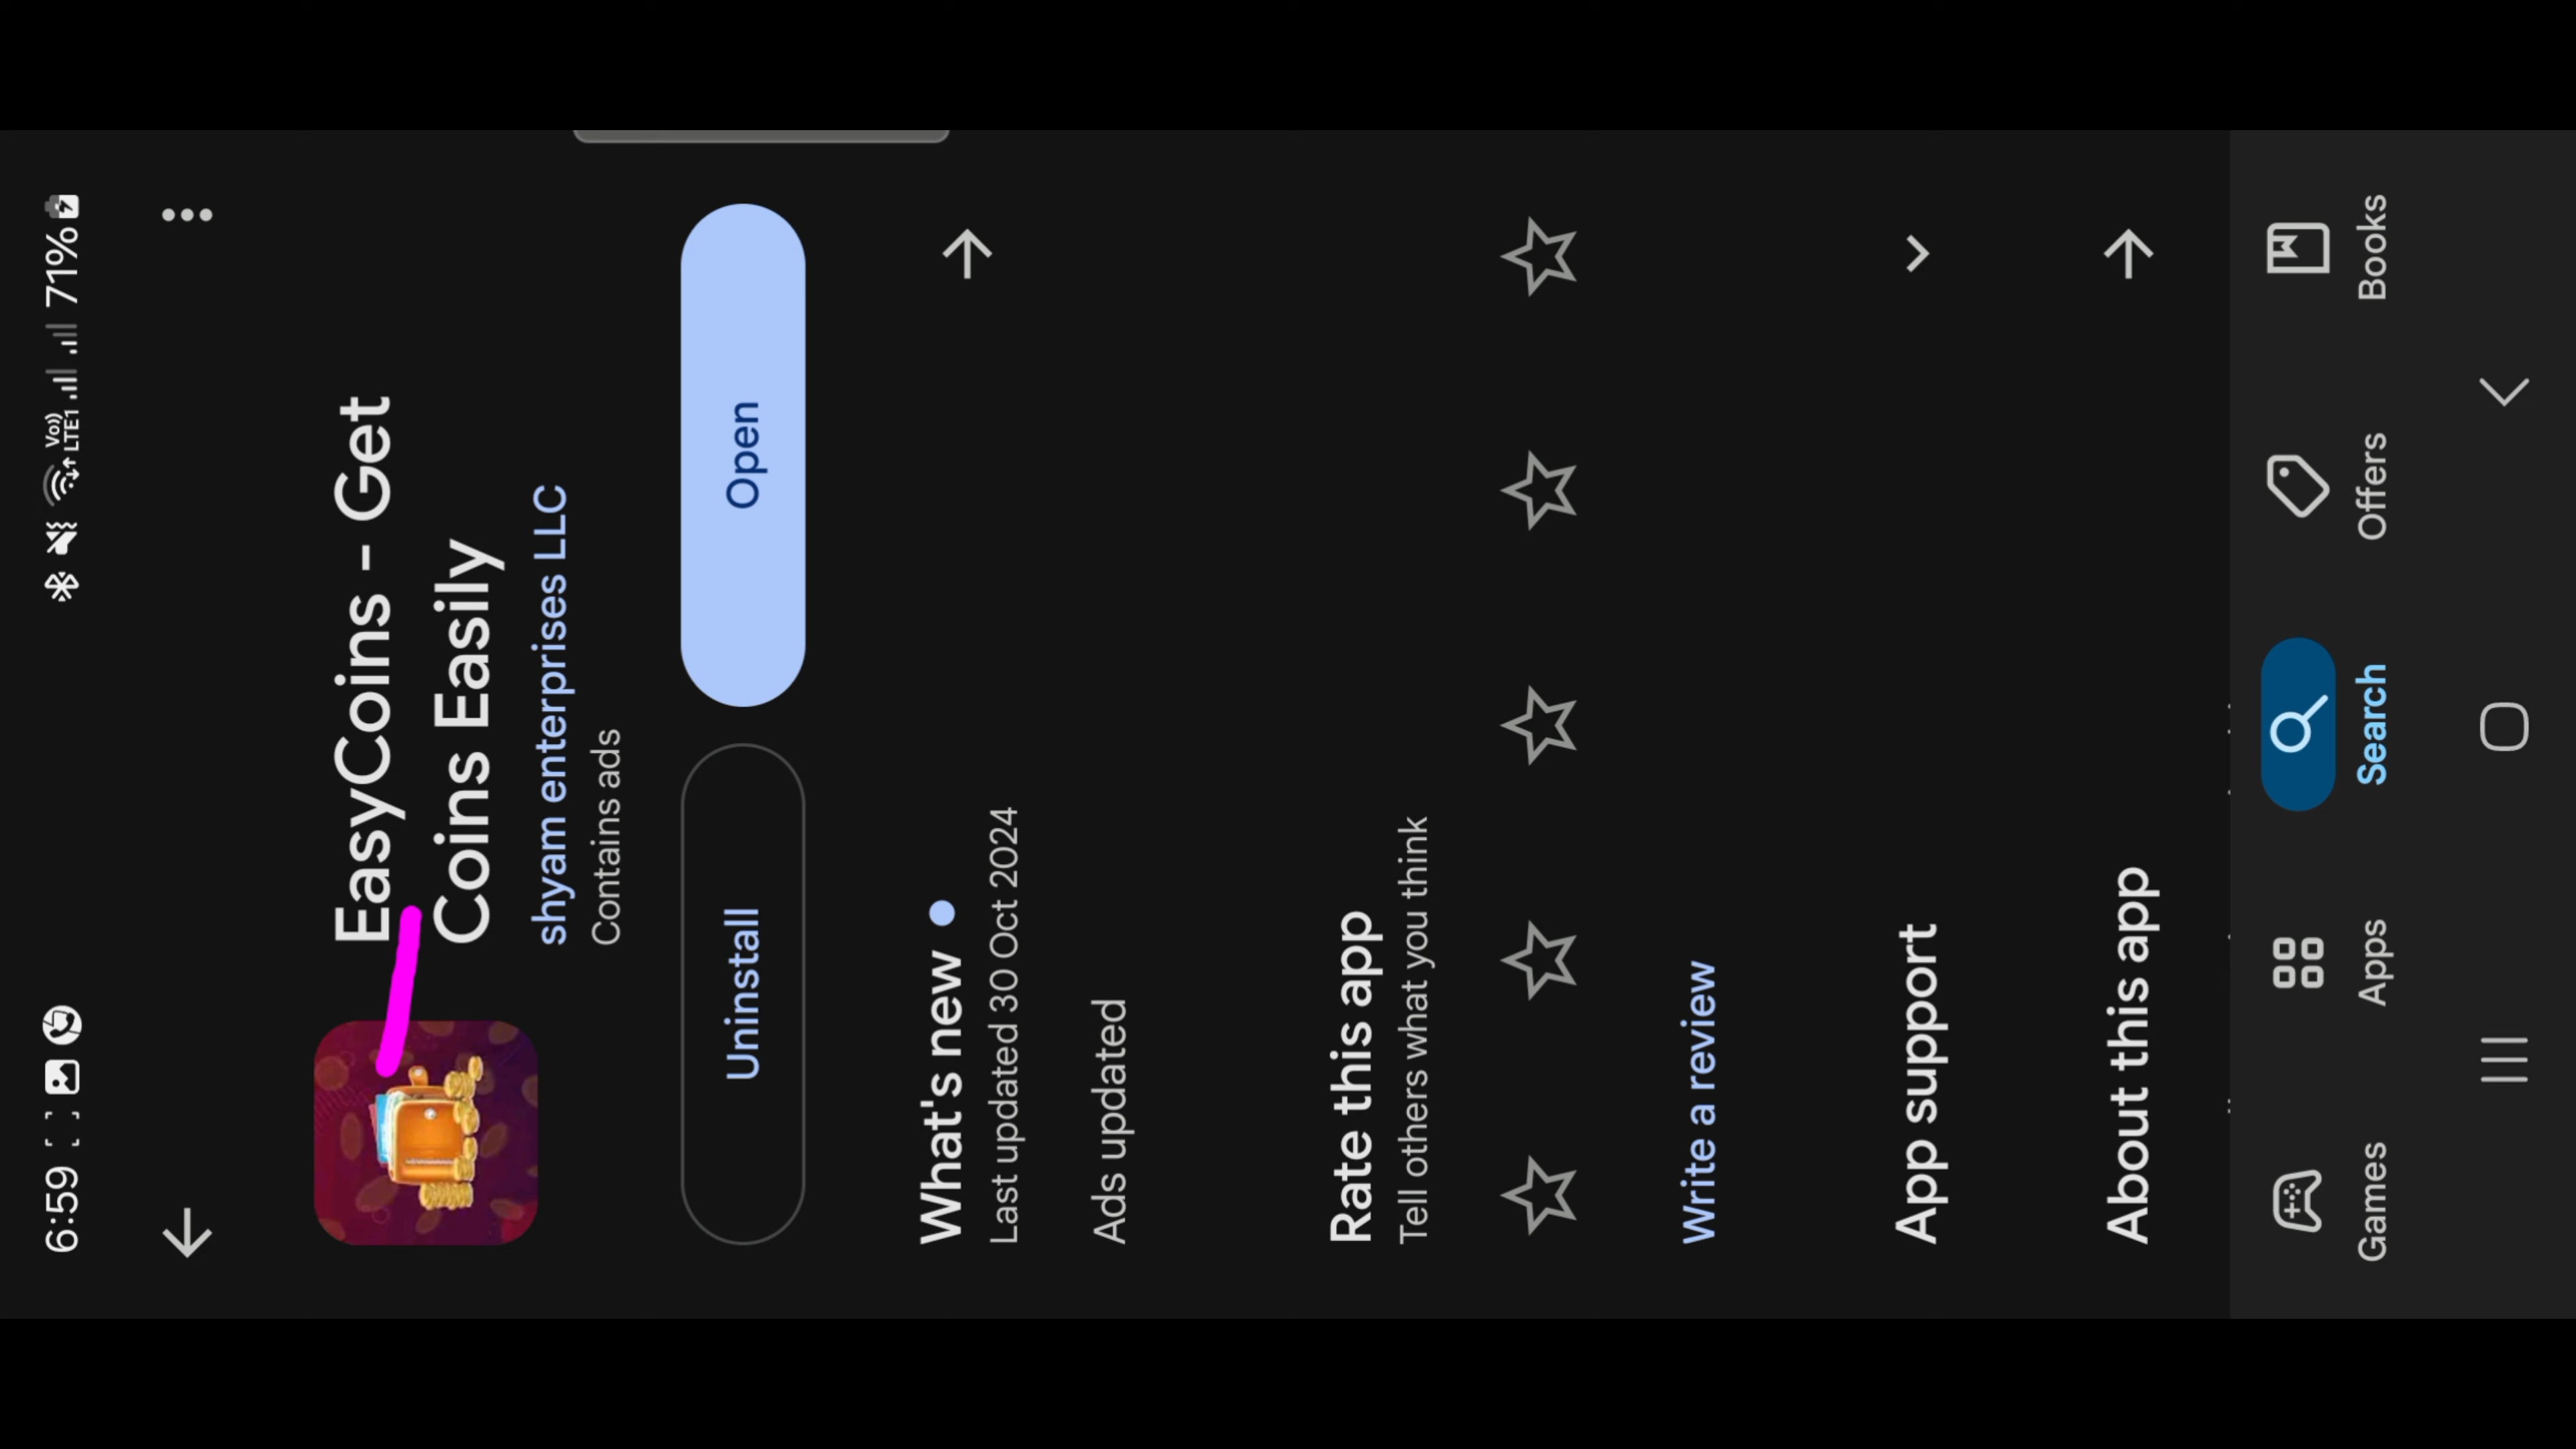 6:59
Vo))
LTE1
71%
EasyCoins - Get
Coins Easily
shyam enterprises LLC
Contains ads
Uninstall
Open
What's new
Last updated 30 Oct 2024
Ads updated
Rate this app
Tell others what you think
Write a review
App support
About this app
Games
Apps
Search
Offers
Books